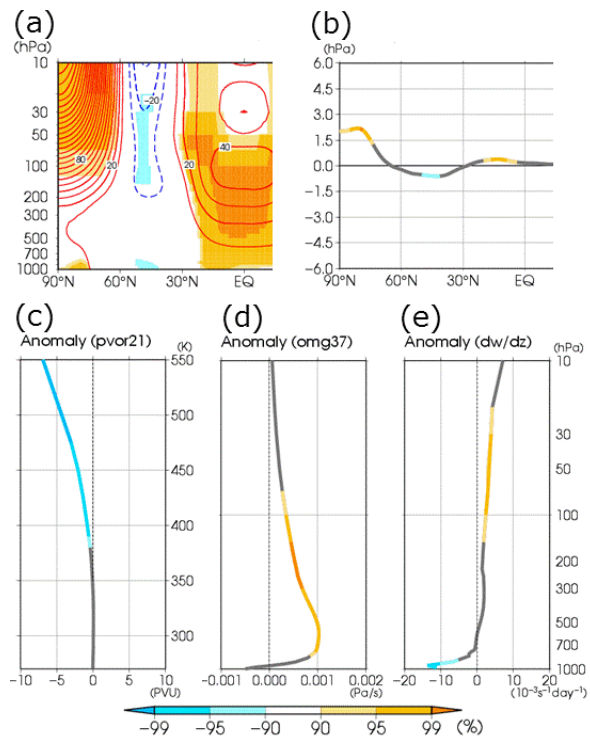 (a)
(hPa)
10
30
50
100
200
300
500
700
1000
90°N 60°N 30°N EQ
80
20
−20
20
40
(b)
(hPa)
6.0
4.5
3.0
1.5
0.0
−1.5
−3.0
−4.5
−6.0
90°N 60°N 30°N EQ
(c)
Anomaly (pvor21) (K)
550
500
450
400
350
300
−10 −5 0 5 10
(PVU)
(d)
Anomaly (omg37)
−0.001 0.000 0.001 0.002
(Pa/s)
(e)
Anomaly (dw/dz) (hPa)
10
30
50
100
200
300
500
700
1000
−20 −10 0 10 20
(10⁻³s⁻¹day⁻¹)
−99 −95 −90 90 95 99 (%)